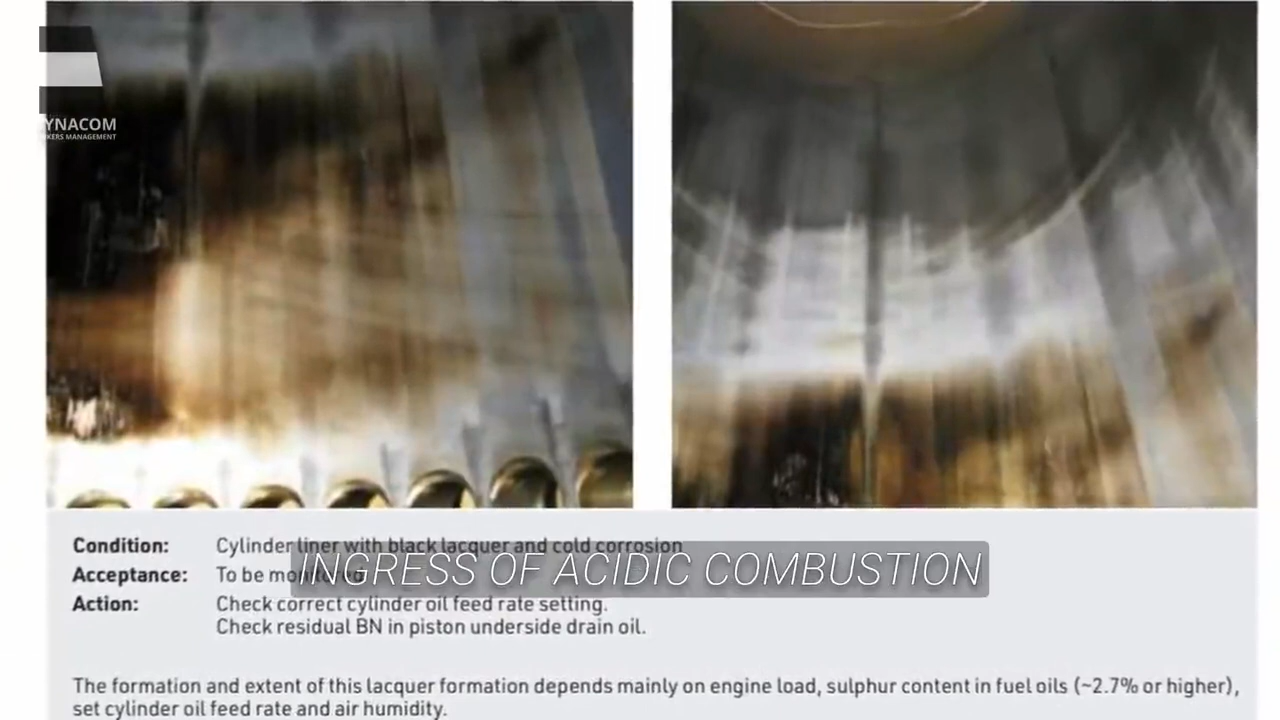 YNACOM
KERS MANAGEMENT
Condition: Cylinder liner with black lacquer and cold corrosion
INGRESS OF ACIDIC COMBUSTION
Acceptance: To be monitored
Action: Check correct cylinder oil feed rate setting.
Check residual BN in piston underside drain oil.
The formation and extent of this lacquer formation depends mainly on engine load, sulphur content in fuel oils (~2.7% or higher),
set cylinder oil feed rate and air humidity.